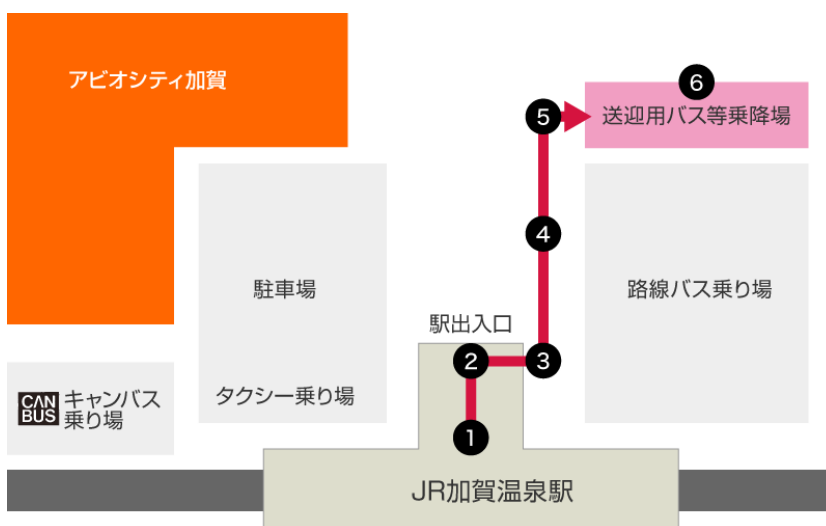 アビオシティ加賀
6
5
送迎用バス等乗降場
4
駐車場
路線バス乗り場
駅出入口
2
3
タクシー乗り場
CAN
BUS
キャンバス
乗り場
1
JR加賀温泉駅